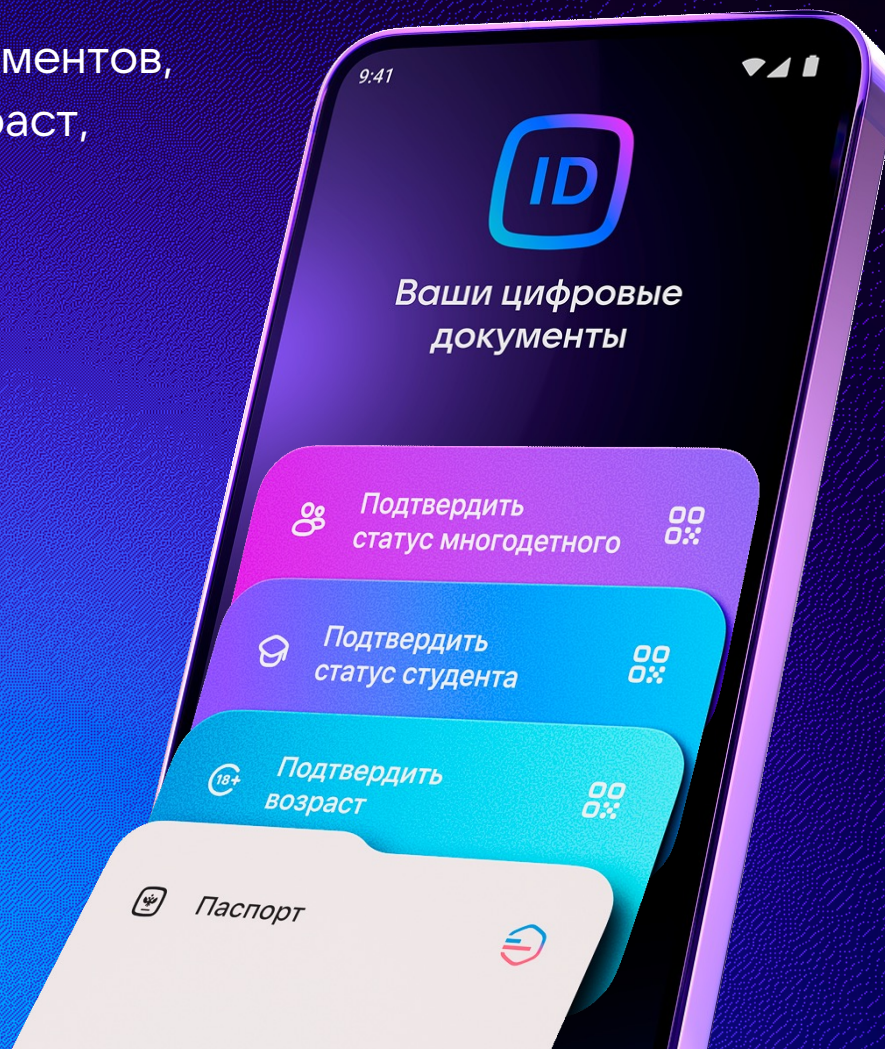 ментов,
раст,
9:41
ID
Ваши цифровые
документы
Подтвердить
статус многодетного
Подтвердить
статус студента
18+
Подтвердить
возраст
Паспорт